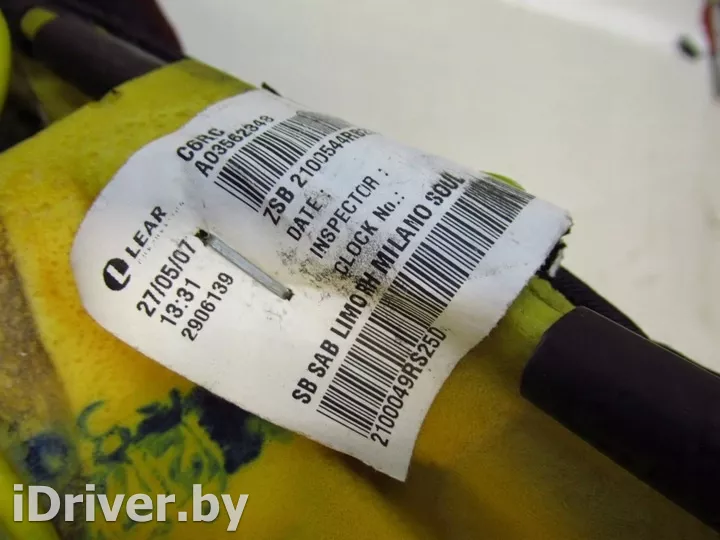 C6RC
A03562348
LEAR
CORPORATION
27/05/07
13:31
2906139
ZSB
DATE :
INSPECTOR :
CLOCK No.:
SB SAB LIMO RH MILANO SOUL
2100049RS25D
iDriver.by